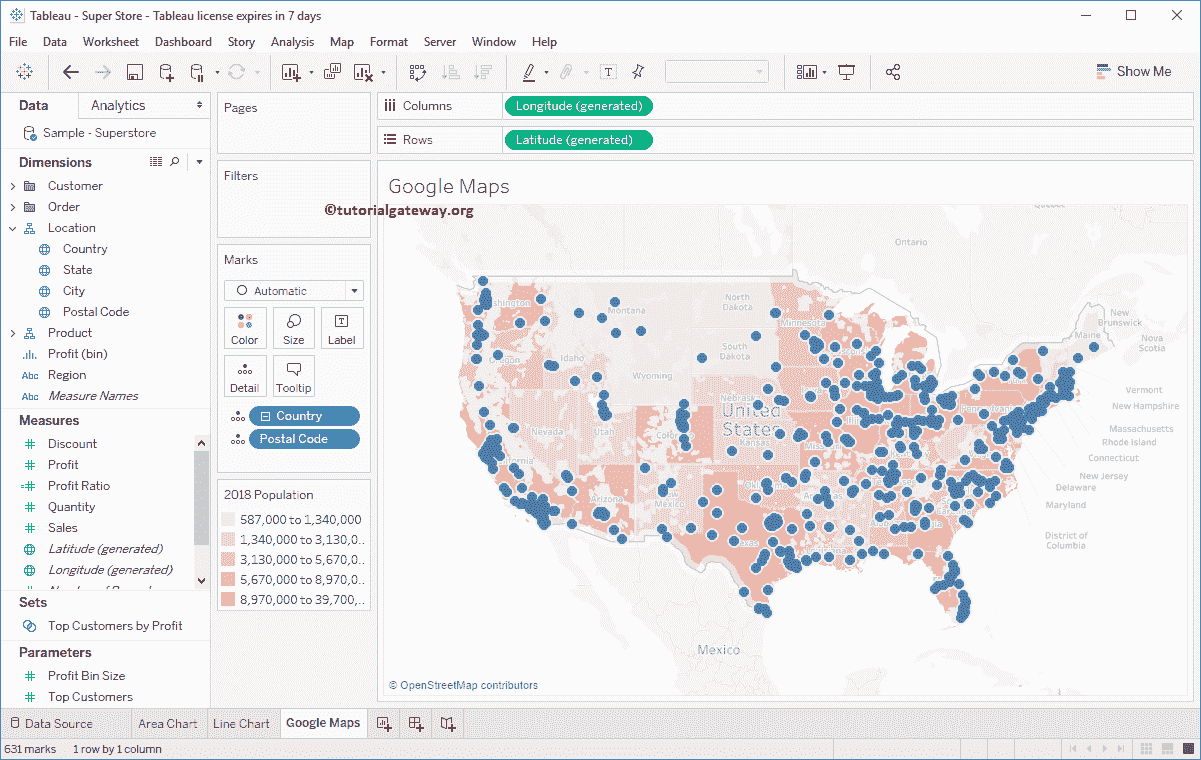 Tableau - Super Store - Tableau license expires in 7 days
File Data Worksheet Dashboard Story Analysis Map Format Server Window Help
Show Me
Data Analytics
Sample - Superstore
Dimensions
Customer
Order
Location
Country
State
City
Postal Code
Product
Profit (bin)
Abc Region
Abc Measure Names
Measures
Discount
Profit
Profit Ratio
Quantity
Sales
Latitude (generated)
Longitude (generated)
Sets
Top Customers by Profit
Parameters
Profit Bin Size
Top Customers
Pages
Filters
Marks
Automatic
Color Size Label
Detail Tooltip
Country
Postal Code
2018 Population
587,000 to 1,340,000
1,340,000 to 3,130,0..
3,130,000 to 5,670,0..
5,670,000 to 8,970,0..
8,970,000 to 39,700,..
Columns Longitude (generated)
Rows Latitude (generated)
Google Maps
©tutorialgateway.org
Ontario
Montana
North
Dakota
Minnesota
South
Dakota
Idaho
Wyoming
New
Brunswick
Maine
Nova
Scotia
United
States
Nevada
Utah
Kansas
Arizona
Mexico
Vermont
New Hampshire
Massachusetts
Rhode Island
Connecticut
New Jersey
Delaware
Maryland
District of
Columbia
Mexico
© OpenStreetMap contributors
Data Source Area Chart Line Chart Google Maps
631 marks 1 row by 1 column